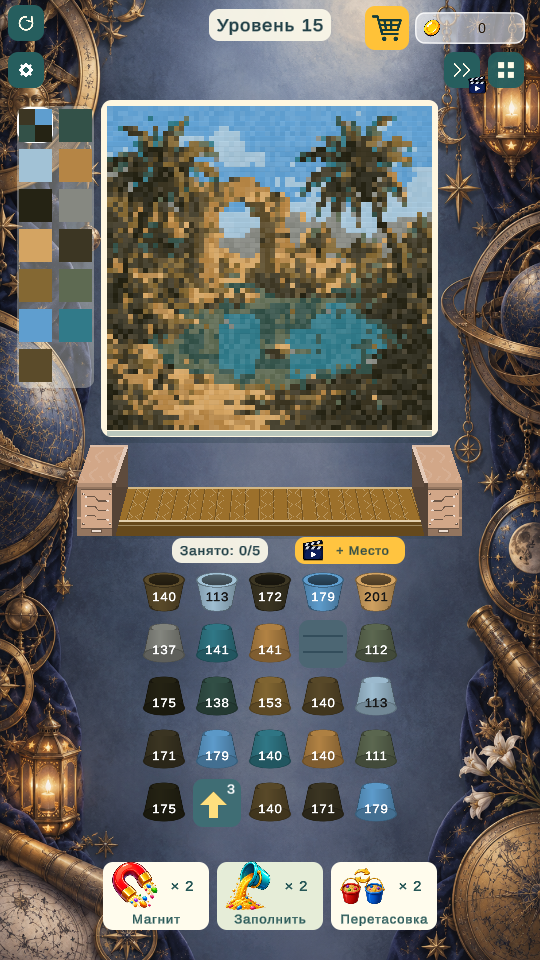 Уровень 15
0
Занято: 0/5
+ Место
140 113 172 179 201
137 141 141 112
175 138 153 140 113
171 179 140 140 111
175 3 140 171 179
× 2 × 2 × 2
Магнит Заполнить Перетасовка